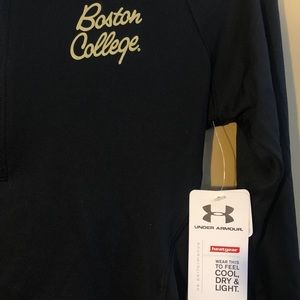 Boston
College.
UNDER ARMOUR.
heatgear
WEAR THIS
TO FEEL
COOL,
DRY &
LIGHT.